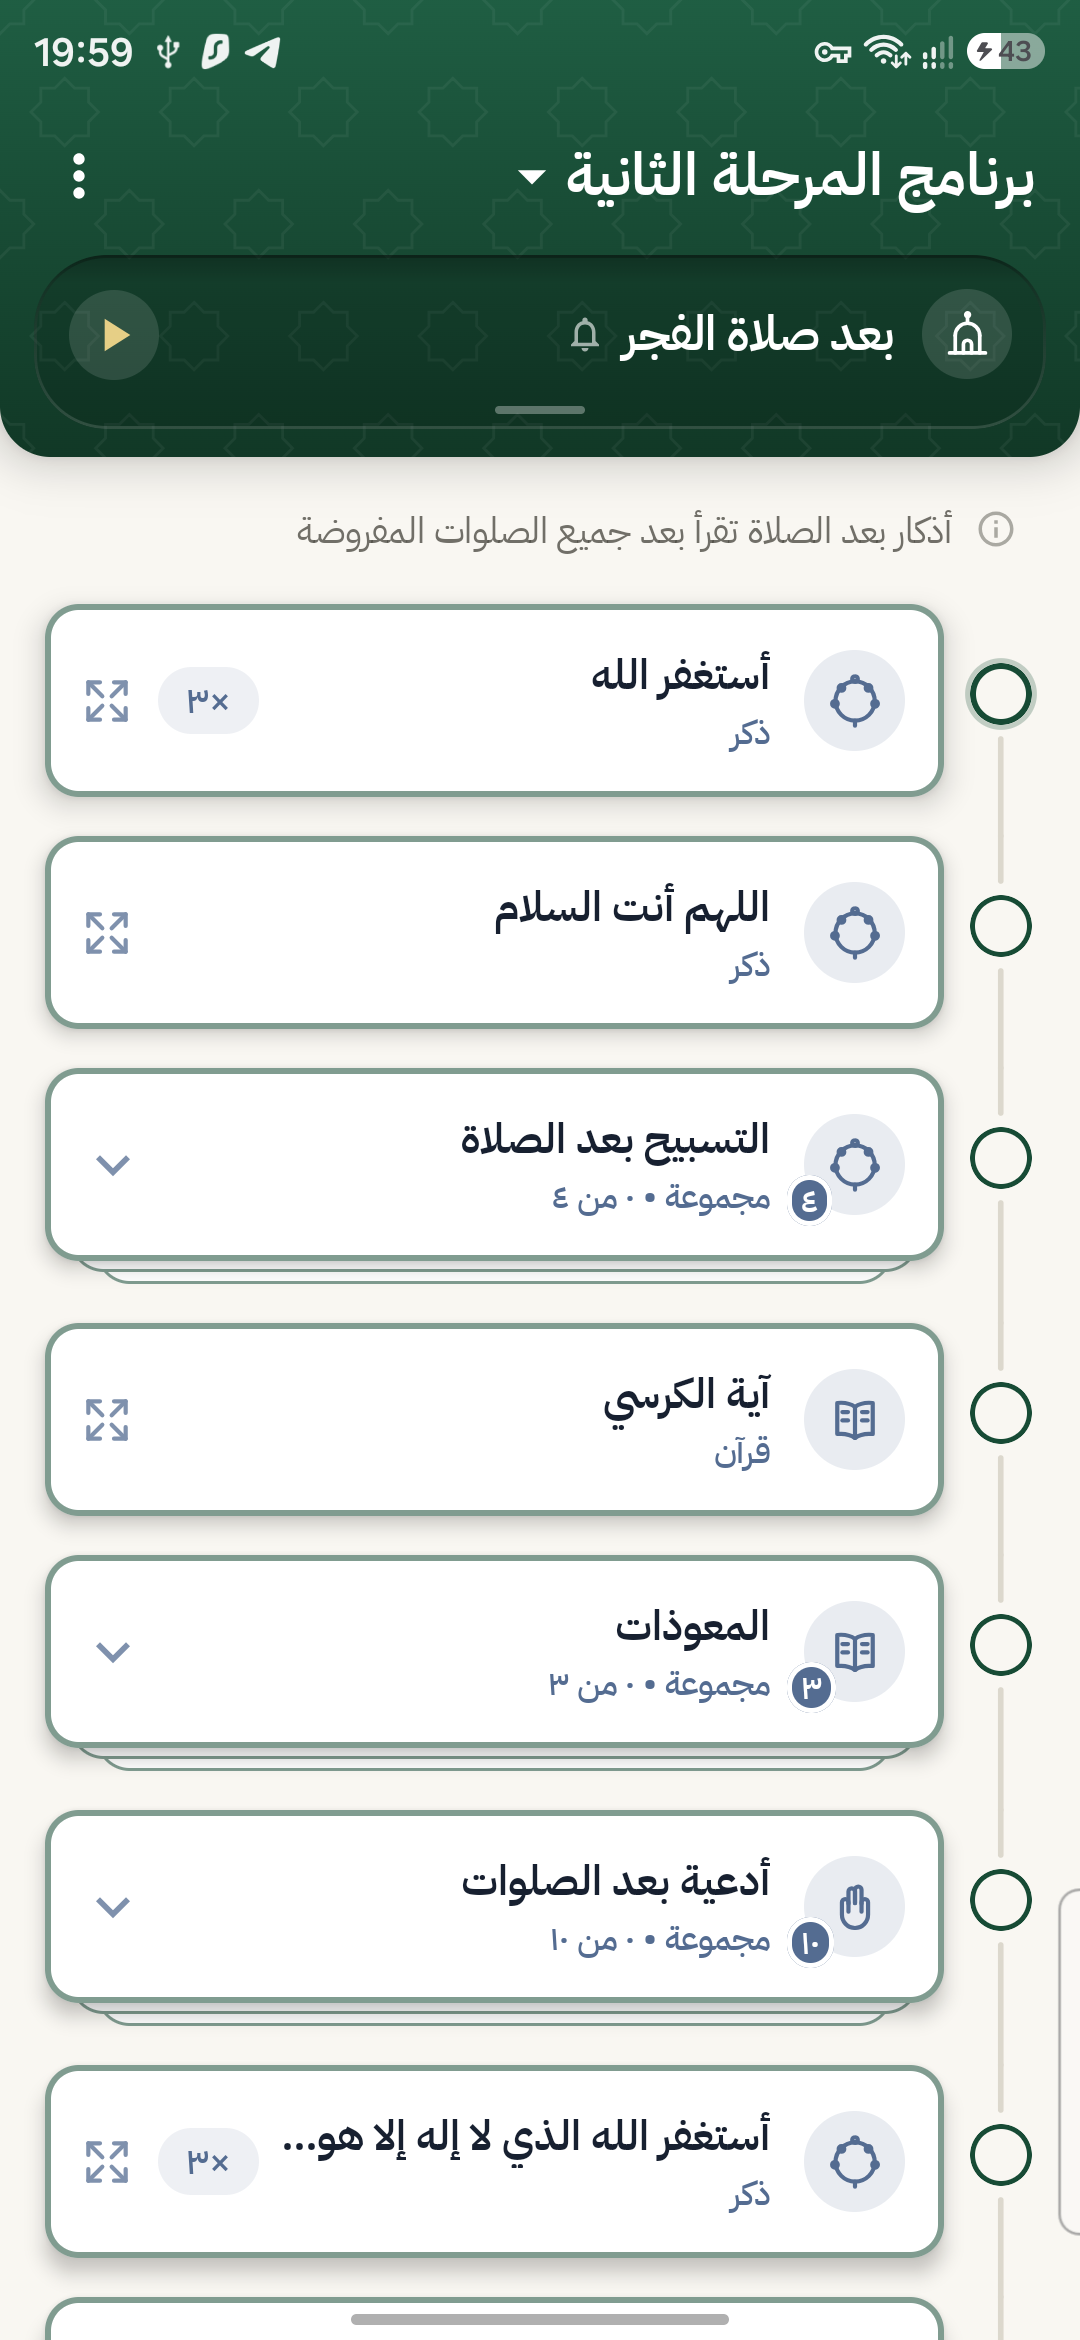 19:59
43
برنامج المرحلة الثانية
بعد صلاة الفجر
أذكار بعد الصلاة تقرأ بعد جميع الصلوات المفروضة
أستغفر الله
ذكر
×٣
اللهم أنت السلام
ذكر
التسبيح بعد الصلاة
٤
مجموعة • ٠ من ٤
آية الكرسي
قرآن
المعوذات
٣
مجموعة • ٠ من ٣
أدعية بعد الصلوات
١٠
مجموعة • ٠ من ١٠
أستغفر الله الذي لا إله إلا هو...
ذكر
×٣